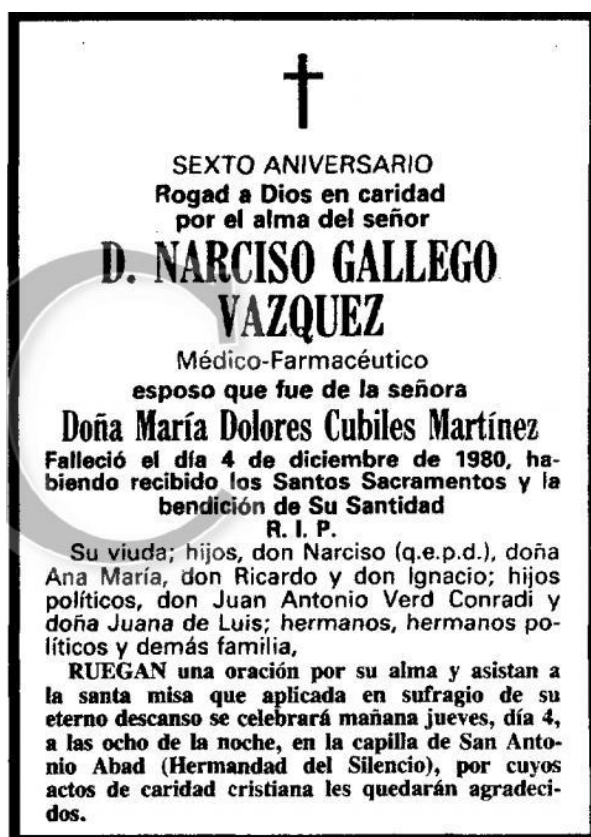 SEXTO ANIVERSARIO
Rogad a Dios en caridad
por el alma del señor
D. NARCISO GALLEGO
VAZQUEZ
Médico-Farmacéutico
esposo que fue de la señora
Doña María Dolores Cubiles Martínez
Falleció el día 4 de diciembre de 1980, ha-
biendo recibido los Santos Sacramentos y la
bendición de Su Santidad
R. I. P.
Su viuda; hijos, don Narciso (q.e.p.d.), doña
Ana María, don Ricardo y don Ignacio; hijos
políticos, don Juan Antonio Verd Conradi y
doña Juana de Luis; hermanos, hermanos po-
líticos y demás familia,
RUEGAN una oración por su alma y asistan a
la santa misa que aplicada en sufragio de su
eterno descanso se celebrará mañana jueves, día 4,
a las ocho de la noche, en la capilla de San Anto-
nio Abad (Hermandad del Silencio), por cuyos
actos de caridad cristiana les quedarán agradeci-
dos.